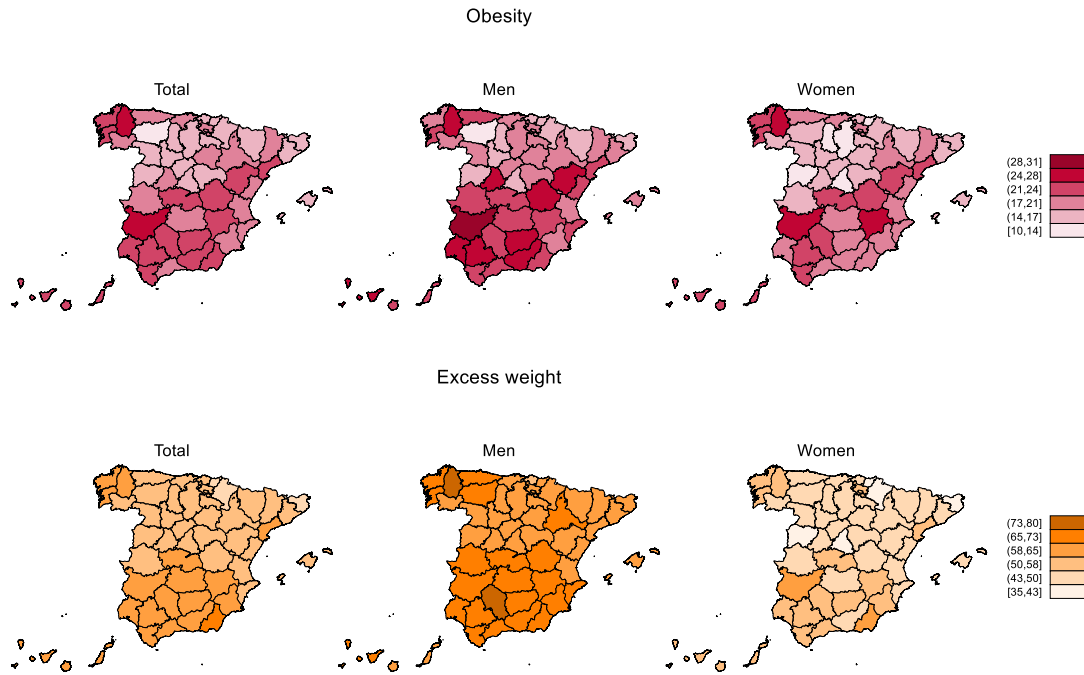 Obesity
Total
Men
Women
(28,31]
(24,28]
(21,24]
(17,21]
(14,17]
[10,14]
Excess weight
Total
Men
Women
(73,80]
(65,73]
(58,65]
(50,58]
(43,50]
[35,43]